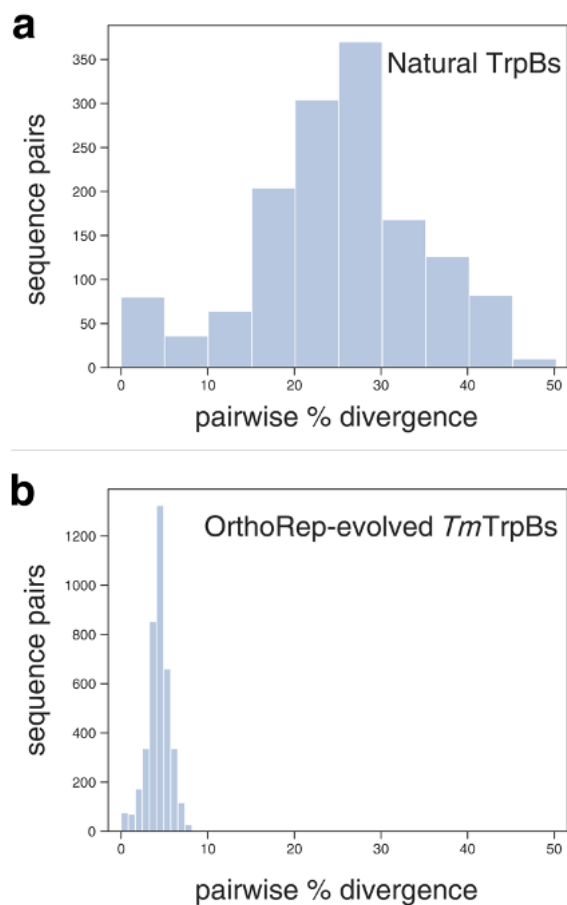 a
Natural TrpBs
sequence pairs
350
300
250
200
150
100
50
0
0 10 20 30 40 50
pairwise % divergence
b
OrthoRep-evolved TmTrpBs
sequence pairs
1200
1000
800
600
400
200
0
0 10 20 30 40 50
pairwise % divergence